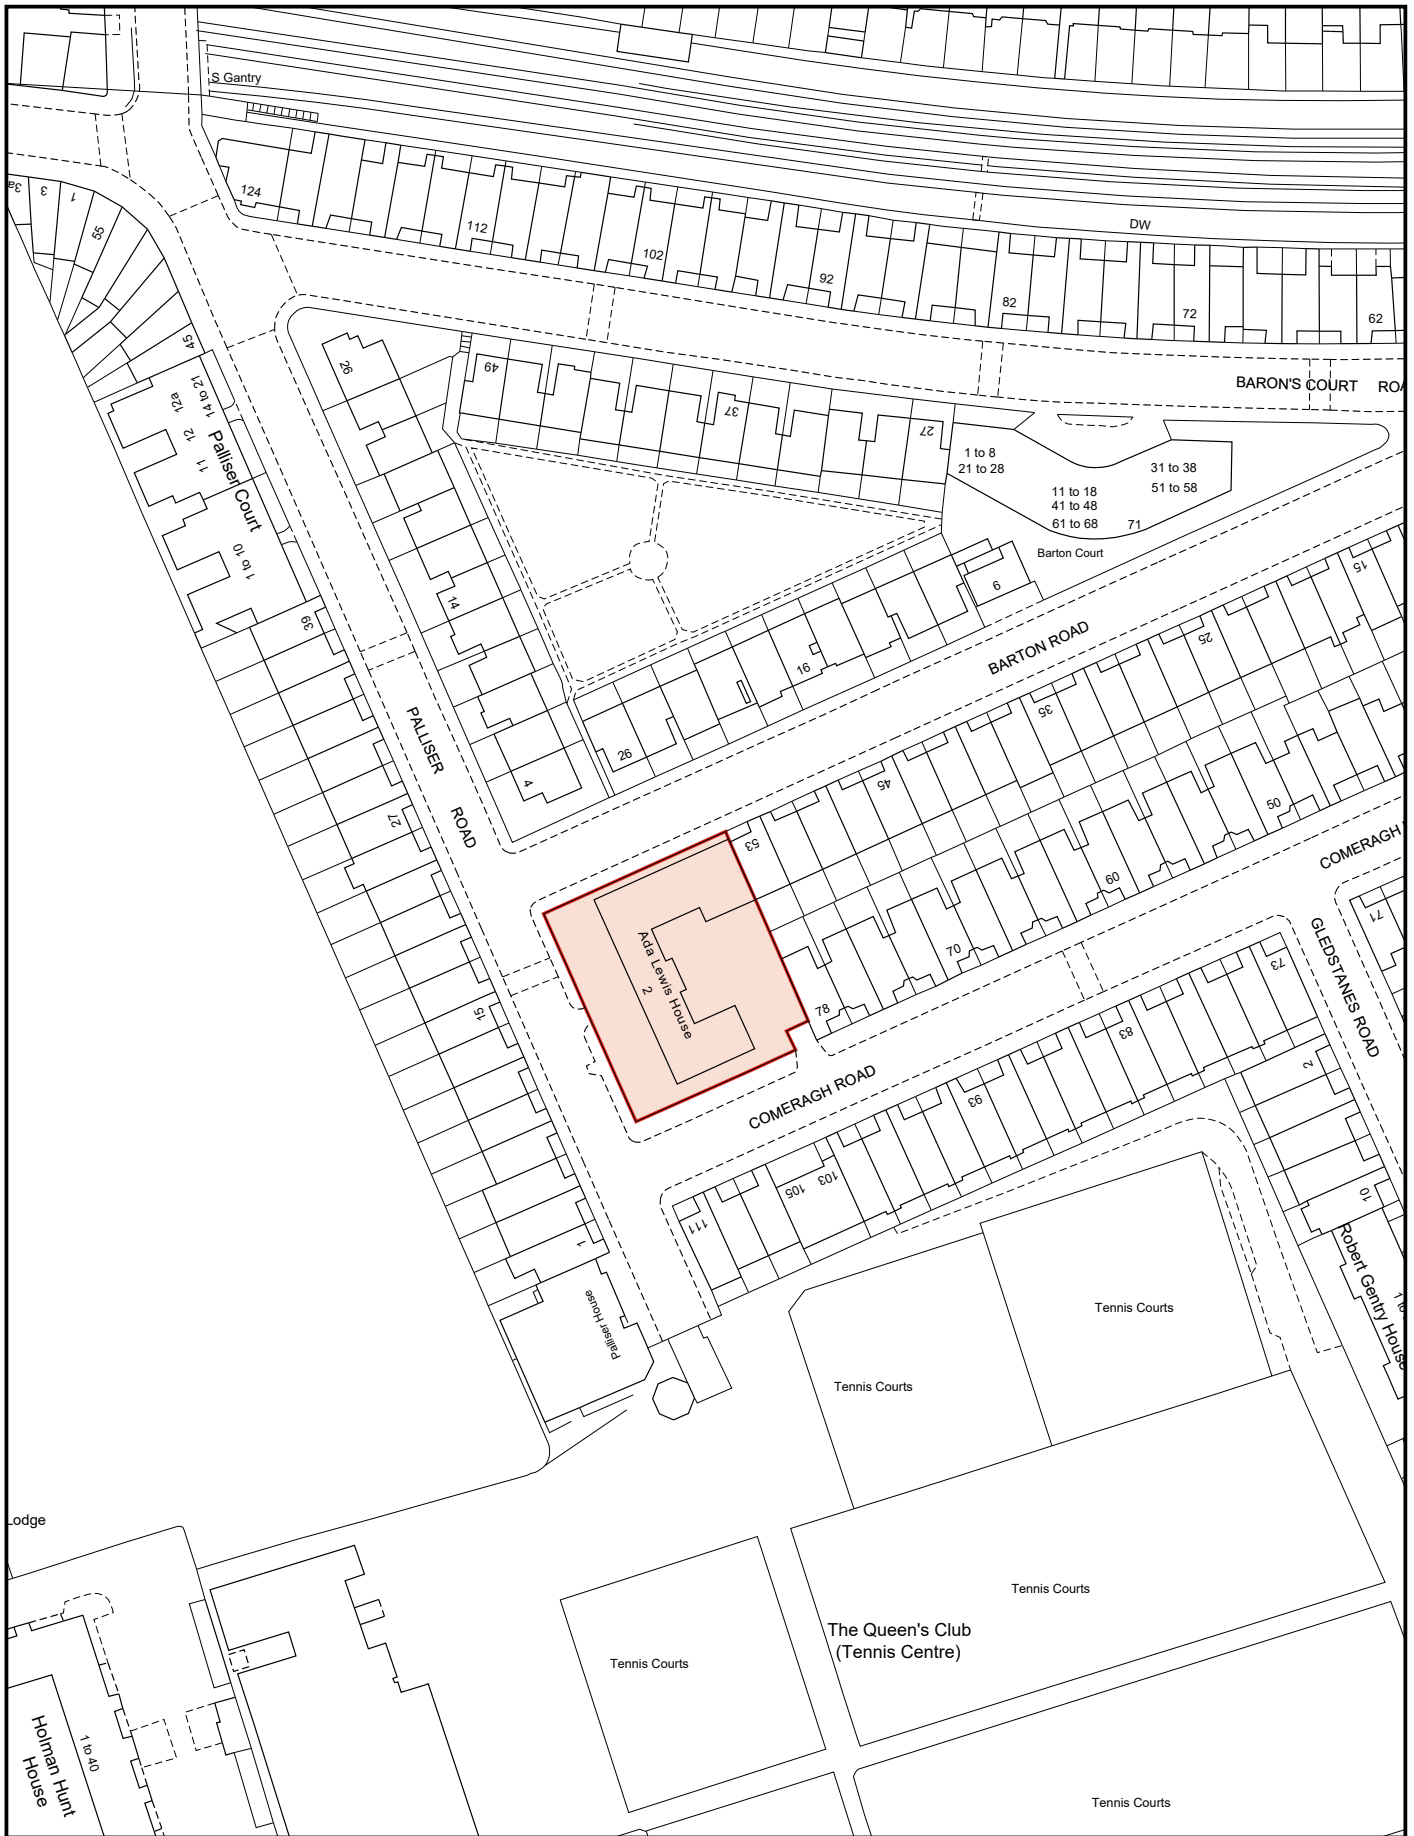 S Gantry
124
112
102
92
82
72
62
DW
3a
3
1
55
45
BARON'S COURT ROA
26
49
37
27
1 to 8
21 to 28
31 to 38
51 to 58
11 to 18
41 to 48
61 to 68
71
Barton Court
12a
14 to 21
12
11
Palliser Court
1 to 10
39
14
4
6
16
26
BARTON ROAD
15
25
35
45
53
PALLISER ROAD
27
15
1
Ada Lewis House
2
50
60
70
78
COMERAGH
COMERAGH ROAD
71
73
83
93
103
105
111
GLEDSTANES ROAD
2
10
Robert Gentry House
Palliser House
Tennis Courts
Tennis Courts
Tennis Courts
The Queen's Club
(Tennis Centre)
Tennis Courts
Tennis Courts
Lodge
Holman Hunt
House
1 to 40